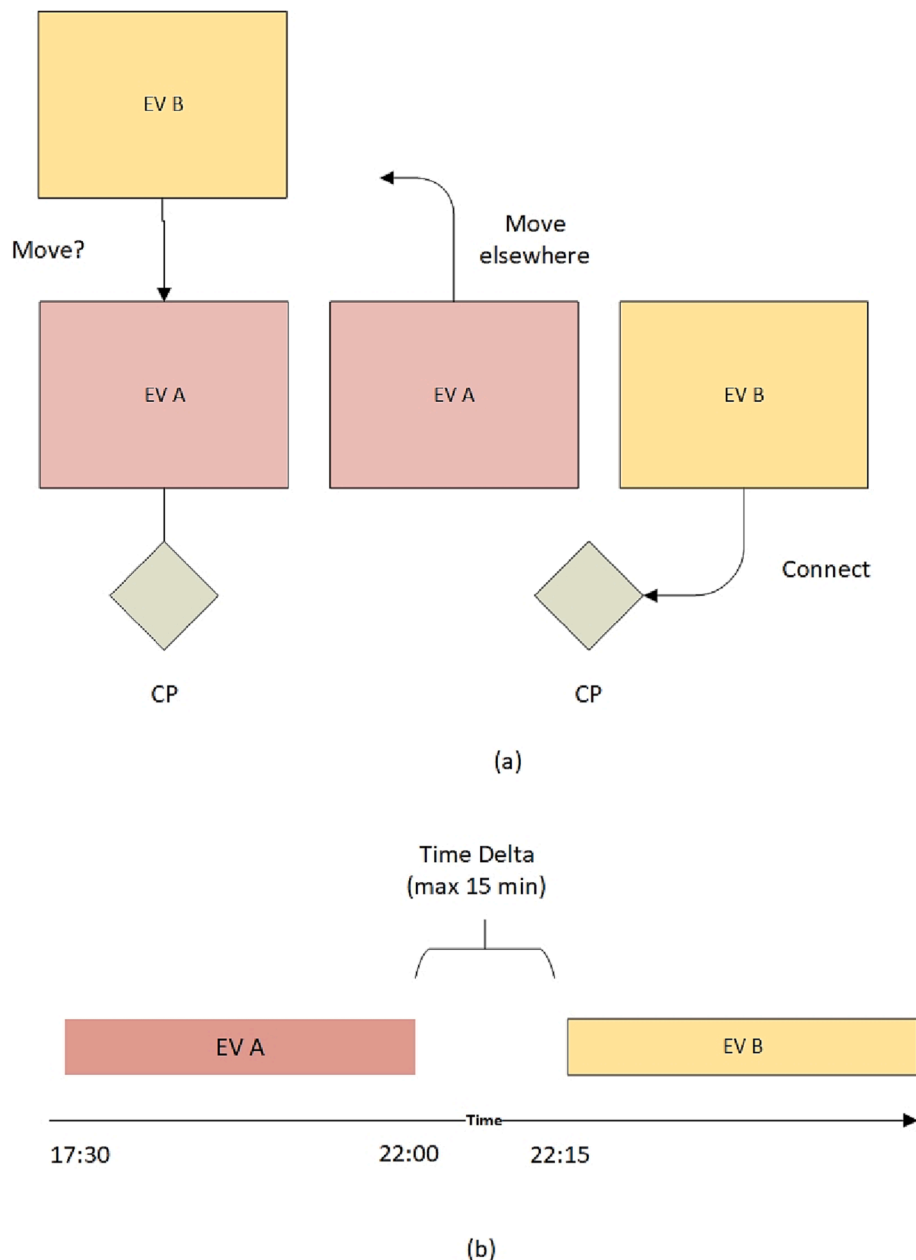 EV B
Move?
Move
elsewhere
EV A
EV A
EV B
Connect
CP
CP
(a)
Time Delta
(max 15 min)
EV A
EV B
Time
17:30
22:00
22:15
(b)